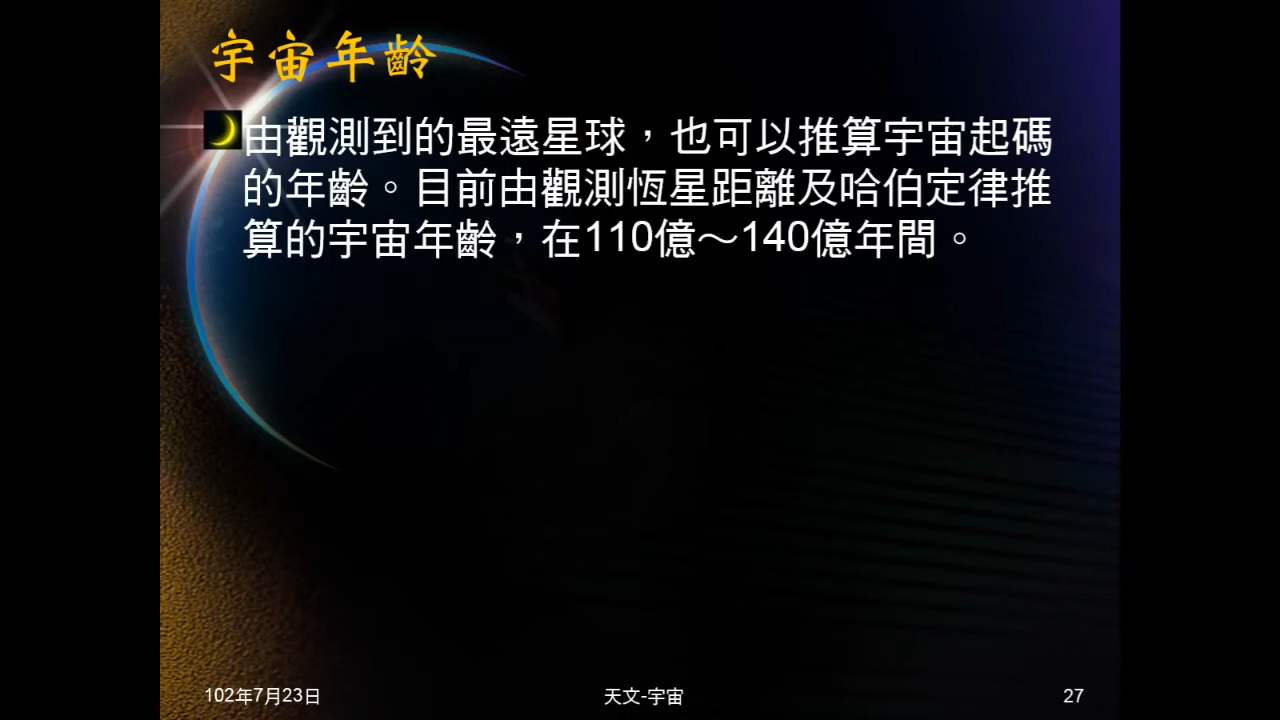 宇宙年齡
由觀測到的最遠星球，也可以推算宇宙起碼
的年齡。目前由觀測恆星距離及哈伯定律推
算的宇宙年齡，在110億～140億年間。
102年7月23日
天文-宇宙
27